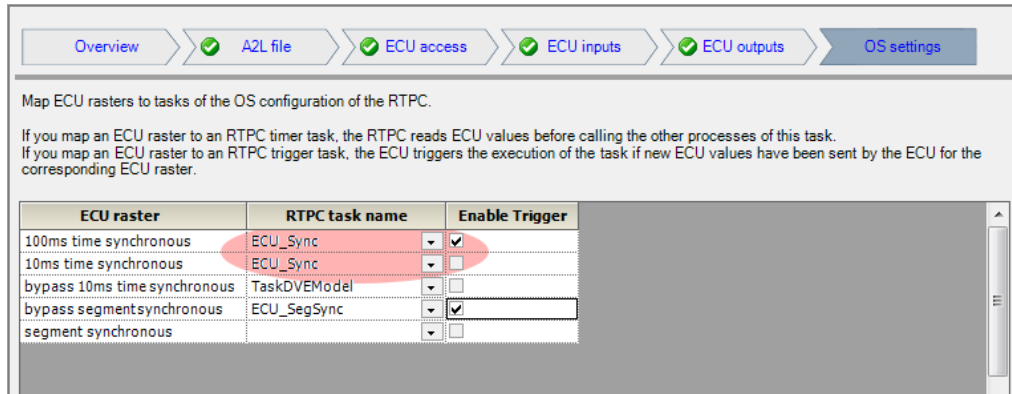 Overview A2L file ECU access ECU inputs ECU outputs OS settings
Map ECU rasters to tasks of the OS configuration of the RTPC.
If you map an ECU raster to an RTPC timer task, the RTPC reads ECU values before calling the other processes of this task.
If you map an ECU raster to an RTPC trigger task, the ECU triggers the execution of the task if new ECU values have been sent by the ECU for the
corresponding ECU raster.
ECU raster RTPC task name Enable Trigger
100ms time synchronous ECU_Sync
10ms time synchronous ECU_Sync
bypass 10ms time synchronous TaskDVEModel
bypass segmentsynchronous ECU_SegSync
segment synchronous